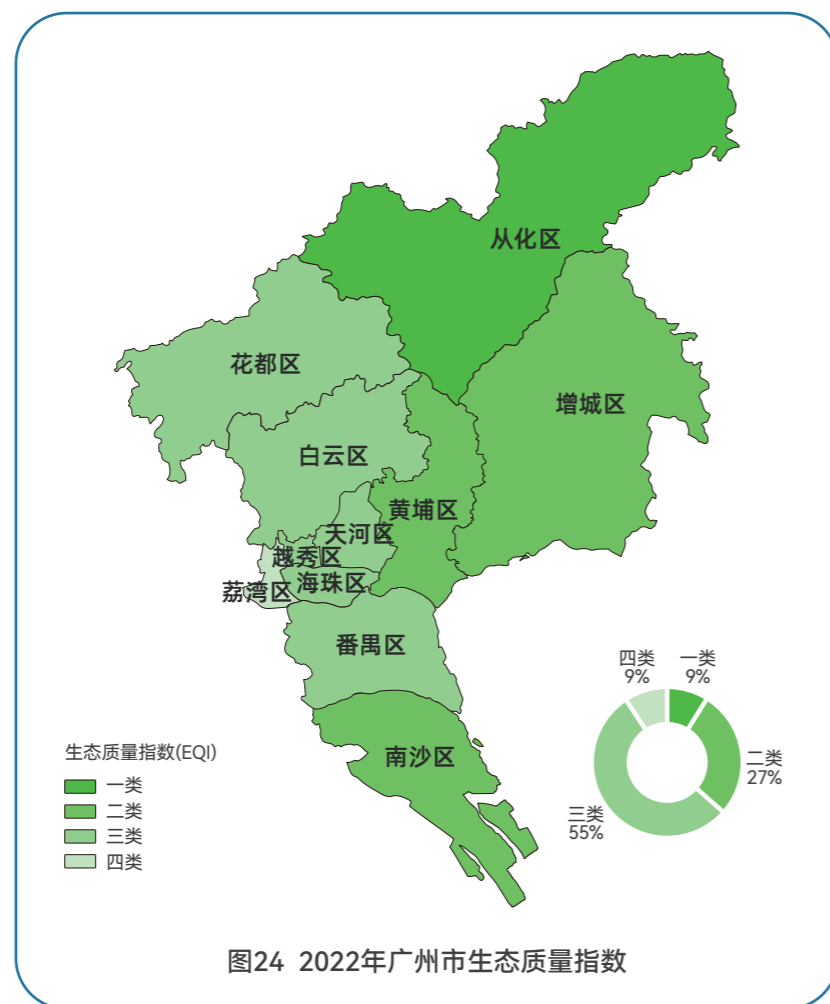 从化区
花都区
增城区
白云区
黄埔区
天河区
越秀区
海珠区
荔湾区
番禺区
南沙区
四类
9%
一类
9%
二类
27%
三类
55%
生态质量指数(EQI)
一类
二类
三类
四类
图24 2022年广州市生态质量指数